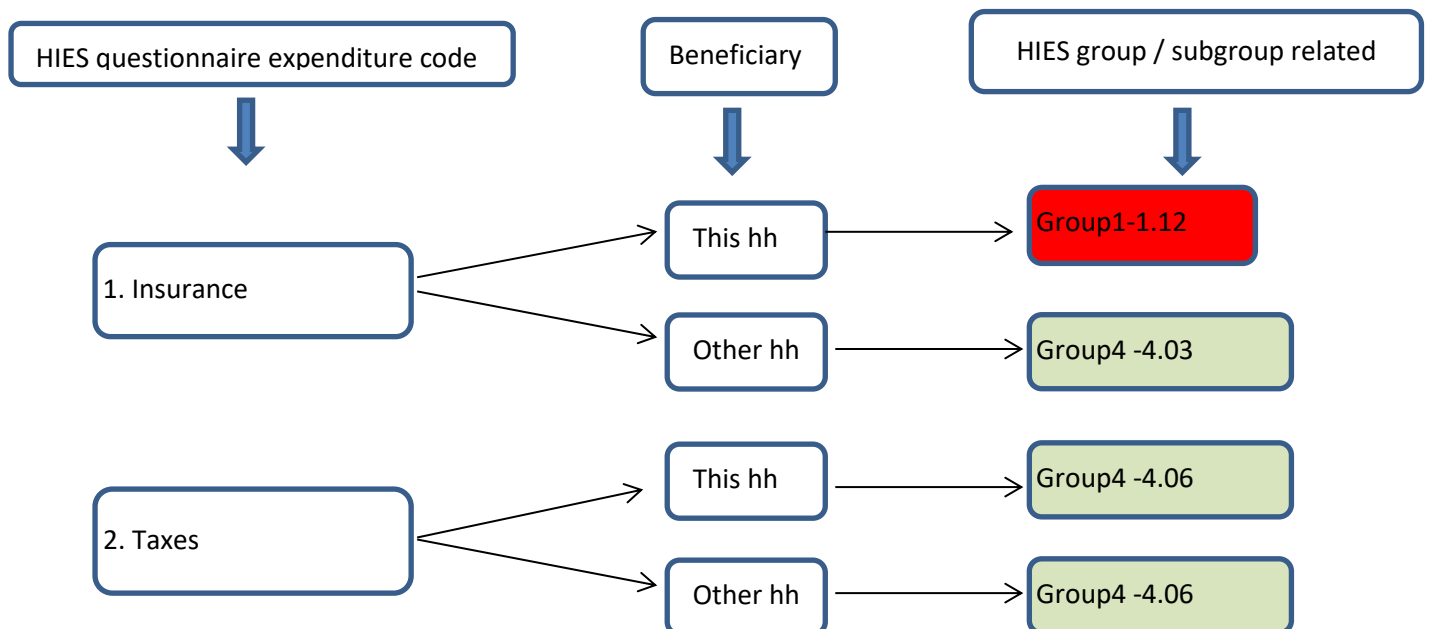 HIES questionnaire expenditure code
Beneficiary
HIES group / subgroup related
1. Insurance
This hh
Group1-1.12
Other hh
Group4 -4.03
2. Taxes
This hh
Group4 -4.06
Other hh
Group4 -4.06